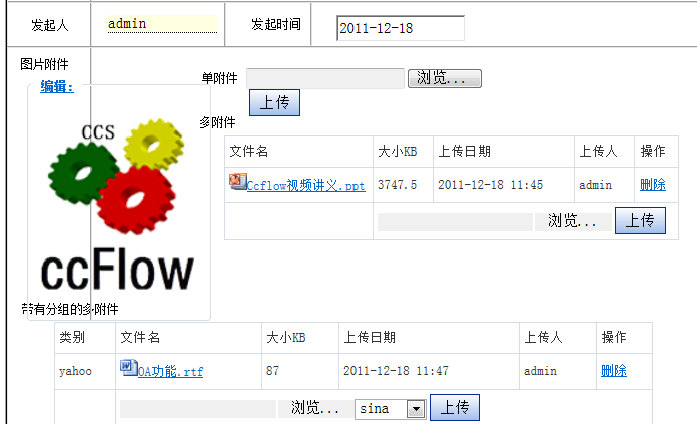 发起人 admin 发起时间 2011-12-18
图片附件
编辑:
单附件 浏览...
上传
多附件
CCS
ccFlow
文件名 大小KB 上传日期 上传人 操作
Ccflow视频讲义.ppt 3747.5 2011-12-18 11:45 admin 删除
浏览... 上传
带有分组的多附件
类别 文件名 大小KB 上传日期 上传人 操作
yahoo OA功能.rtf 87 2011-12-18 11:47 admin 删除
浏览... sina 上传